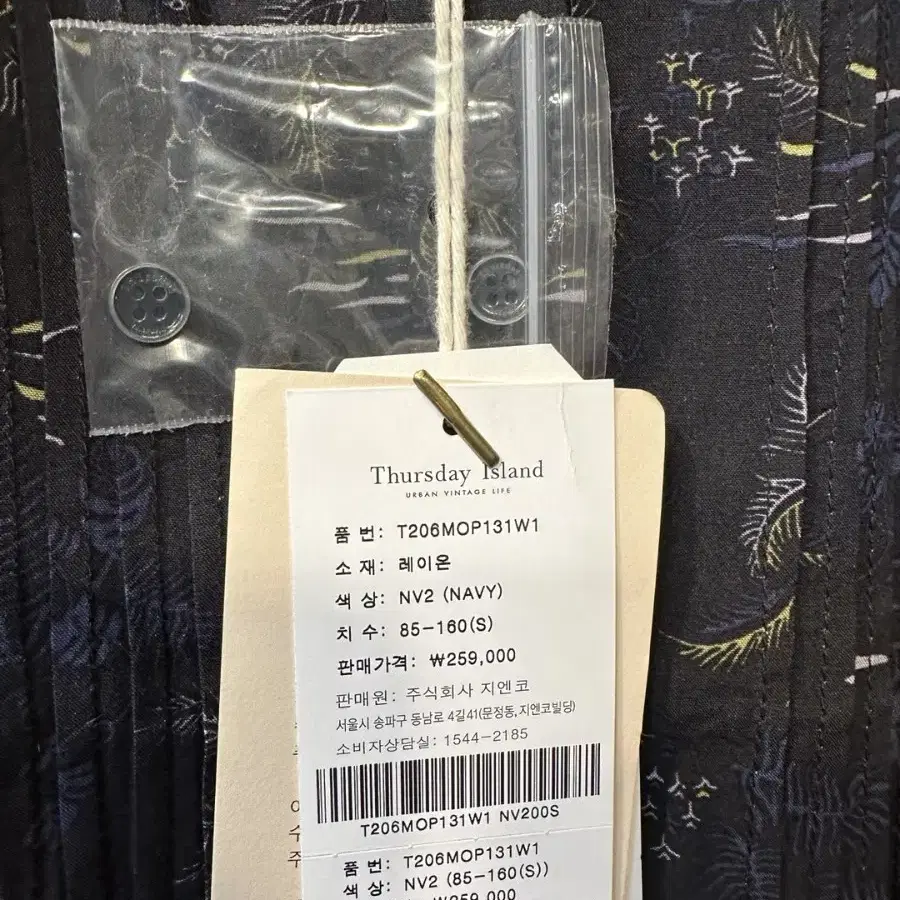 Thursday Island
URBAN VINTAGE LIFE
품 번: T206MOP131W1
소 재: 레이온
색 상: NV2 (NAVY)
치 수: 85-160(S)
판매가격: ₩259,000
판매원: 주식회사 지엔코
서울시 송파구 동남로 4길41(문정동, 지엔코빌딩)
소비자상담실: 1544-2185
T206MOP131W1 NV200S
품 번: T206MOP131W1
색 상: NV2 (85-160(S))
₩259,000